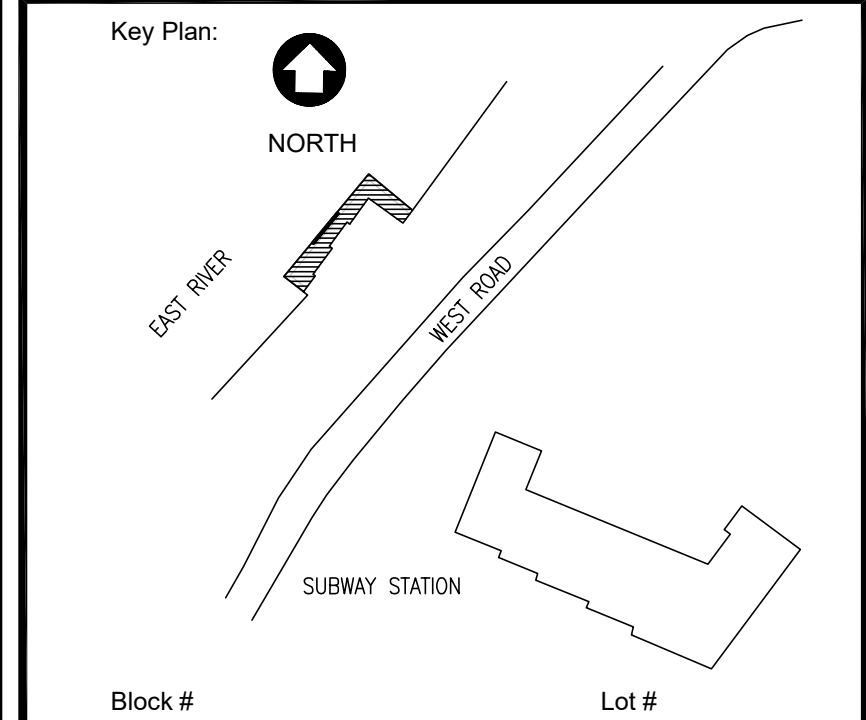 Key Plan:
NORTH
EAST RIVER
WEST ROAD
SUBWAY STATION
Block #
Lot #